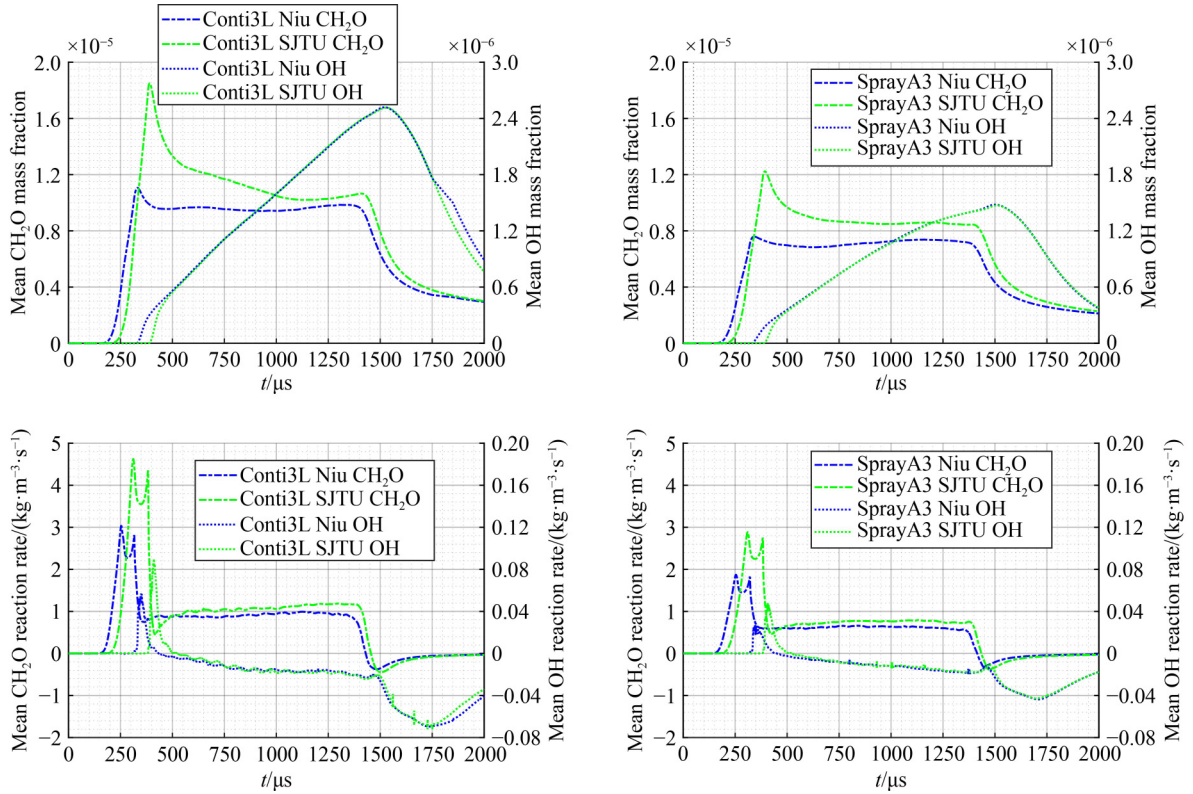 ×10⁻⁵
×10⁻⁶
Conti3L Niu CH₂O
Conti3L SJTU CH₂O
Conti3L Niu OH
Conti3L SJTU OH
Mean CH₂O mass fraction
2.0
1.6
1.2
0.8
0.4
0
3.0
2.4
1.8
1.2
0.6
0
Mean OH mass fraction
0 250 500 750 1000 1250 1500 1750 2000
t/μs
×10⁻⁵
×10⁻⁶
SprayA3 Niu CH₂O
SprayA3 SJTU CH₂O
SprayA3 Niu OH
SprayA3 SJTU OH
Mean CH₂O mass fraction
2.0
1.6
1.2
0.8
0.4
0
3.0
2.4
1.8
1.2
0.6
0
Mean OH mass fraction
0 250 500 750 1000 1250 1500 1750 2000
t/μs
Conti3L Niu CH₂O
Conti3L SJTU CH₂O
Conti3L Niu OH
Conti3L SJTU OH
Mean CH₂O reaction rate/(kg·m⁻³·s⁻¹)
5
4
3
2
1
0
−1
−2
0.20
0.16
0.12
0.08
0.04
0
−0.04
−0.08
Mean OH reaction rate/(kg·m⁻³·s⁻¹)
0 250 500 750 1000 1250 1500 1750 2000
t/μs
SprayA3 Niu CH₂O
SprayA3 SJTU CH₂O
SprayA3 Niu OH
SprayA3 SJTU OH
Mean CH₂O reaction rate/(kg·m⁻³·s⁻¹)
5
4
3
2
1
0
−1
−2
0.20
0.16
0.12
0.08
0.04
0
−0.04
−0.08
Mean OH reaction rate/(kg·m⁻³·s⁻¹)
0 250 500 750 1000 1250 1500 1750 2000
t/μs